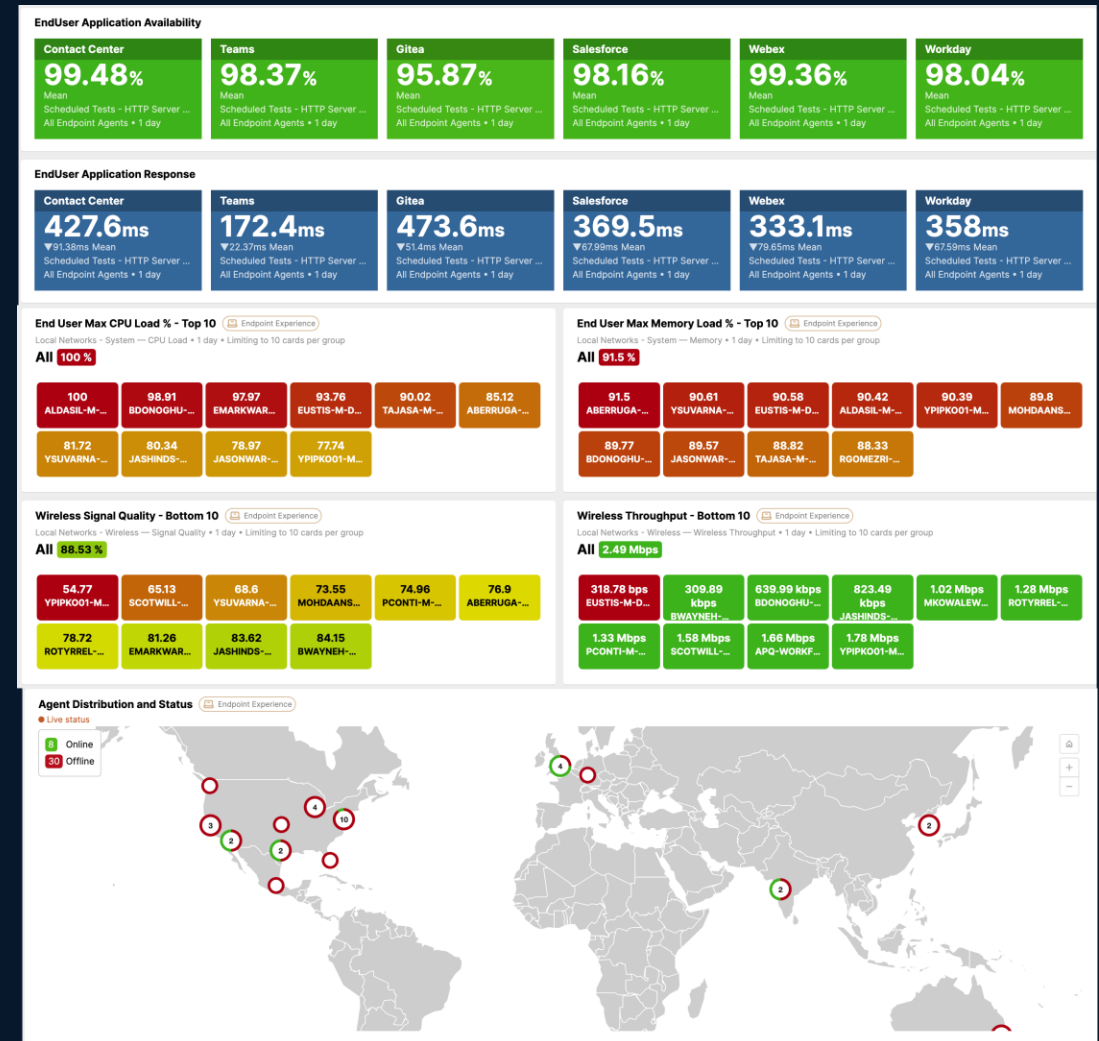 EndUser Application Availability
Contact Center
99.48%
Mean
Scheduled Tests - HTTP Server ...
All Endpoint Agents • 1 day
Teams
98.37%
Mean
Scheduled Tests - HTTP Server ...
All Endpoint Agents • 1 day
Gitea
95.87%
Mean
Scheduled Tests - HTTP Server ...
All Endpoint Agents • 1 day
Salesforce
98.16%
Mean
Scheduled Tests - HTTP Server ...
All Endpoint Agents • 1 day
Webex
99.36%
Mean
Scheduled Tests - HTTP Server ...
All Endpoint Agents • 1 day
Workday
98.04%
Mean
Scheduled Tests - HTTP Server ...
All Endpoint Agents • 1 day
EndUser Application Response
Contact Center
427.6ms
▼91.38ms Mean
Scheduled Tests - HTTP Server ...
All Endpoint Agents • 1 day
Teams
172.4ms
▼22.37ms Mean
Scheduled Tests - HTTP Server ...
All Endpoint Agents • 1 day
Gitea
473.6ms
▼51.4ms Mean
Scheduled Tests - HTTP Server ...
All Endpoint Agents • 1 day
Salesforce
369.5ms
▼67.99ms Mean
Scheduled Tests - HTTP Server ...
All Endpoint Agents • 1 day
Webex
333.1ms
▼79.65ms Mean
Scheduled Tests - HTTP Server ...
All Endpoint Agents • 1 day
Workday
358ms
▼67.59ms Mean
Scheduled Tests - HTTP Server ...
All Endpoint Agents • 1 day
End User Max CPU Load % - Top 10 Endpoint Experience
Local Networks - System — CPU Load • 1 day • Limiting to 10 cards per group
All 100 %
100
ALDASIL-M-...
98.91
BDONOGHU-...
97.97
EMARKWAR...
93.76
EUSTIS-M-D...
90.02
TAJASA-M-...
85.12
ABERRUGA-...
81.72
YSUVARNA-...
80.34
JASHINDS-...
78.97
JASONWAR-...
77.74
YPIPKO01-M...
End User Max Memory Load % - Top 10 Endpoint Experience
Local Networks - System — Memory • 1 day • Limiting to 10 cards per group
All 91.5 %
91.5
ABERRUGA-...
90.61
YSUVARNA-...
90.58
EUSTIS-M-D...
90.42
ALDASIL-M-...
90.39
YPIPKO01-M...
89.8
MOHDAANS...
89.77
BDONOGHU-...
89.57
JASONWAR-...
88.82
TAJASA-M-...
88.33
RGOMEZRI-...
Wireless Signal Quality - Bottom 10 Endpoint Experience
Local Networks - Wireless — Signal Quality • 1 day • Limiting to 10 cards per group
All 88.53 %
54.77
YPIPKO01-M...
65.13
SCOTWILL-...
68.6
YSUVARNA-...
73.55
MOHDAANS...
74.96
PCONTI-M-...
76.9
ABERRUGA-...
78.72
ROTYRREL-...
81.26
EMARKWAR...
83.62
JASHINDS-...
84.15
BWAYNEH-...
Wireless Throughput - Bottom 10 Endpoint Experience
Local Networks - Wireless — Wireless Throughput • 1 day • Limiting to 10 cards per group
All 2.49 Mbps
318.78 bps
EUSTIS-M-D...
309.89
kbps
BWAYNEH-...
639.99 kbps
BDONOGHU-...
823.49
kbps
JASHINDS-...
1.02 Mbps
MKOWALEW...
1.28 Mbps
ROTYRREL-...
1.33 Mbps
PCONTI-M-...
1.58 Mbps
SCOTWILL-...
1.66 Mbps
APQ-WORKF...
1.78 Mbps
YPIPKO01-M...
Agent Distribution and Status Endpoint Experience
Live status
8 Online
30 Offline
4
4
10
3
2
2
2
2